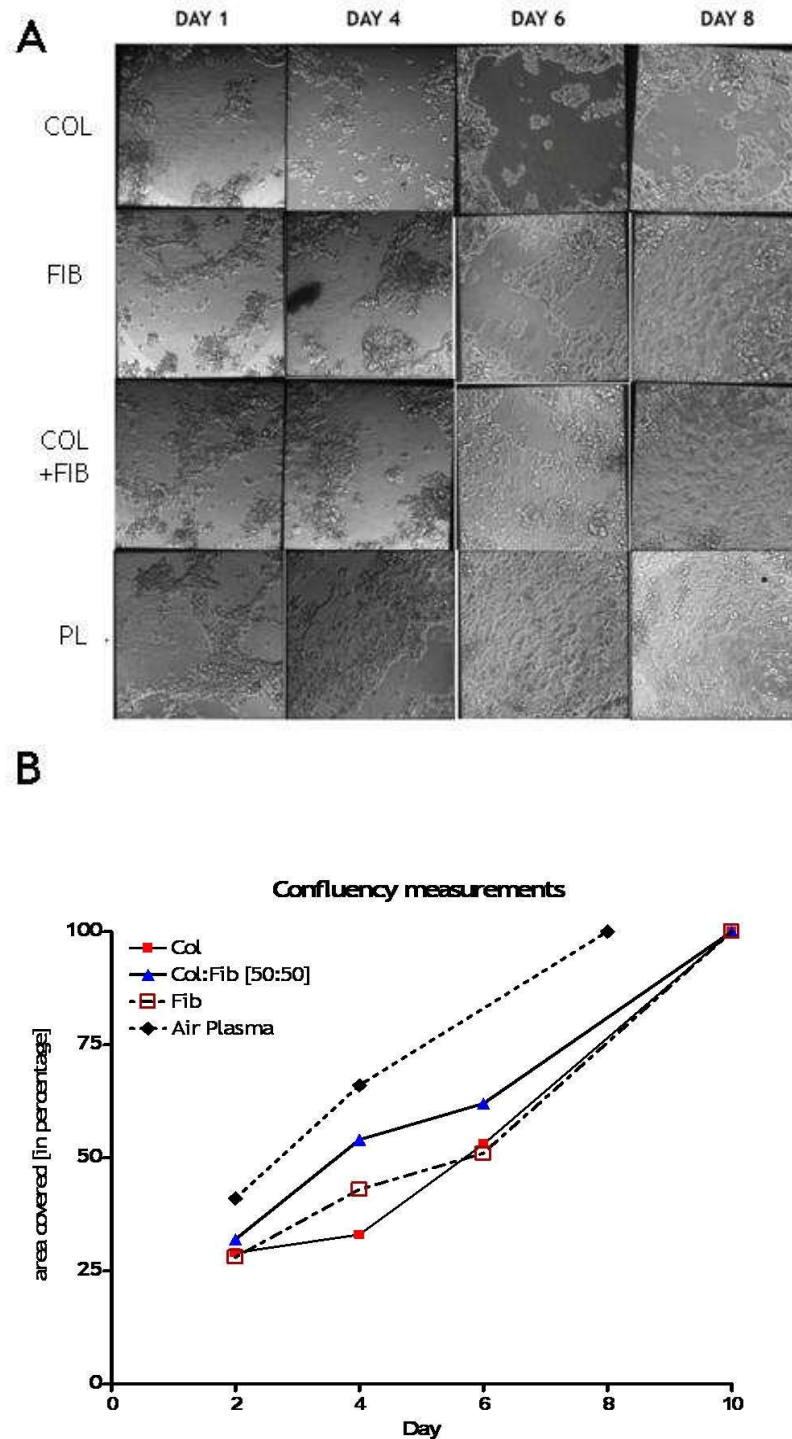 A
DAY 1 DAY 4 DAY 6 DAY 8
COL
FIB
COL
+FIB
PL
B
Confluency measurements
100
75
50
25
0
area covered [in percentage]
Col
Col:Fib [50:50]
Fib
Air Plasma
0 2 4 6 8 10
Day